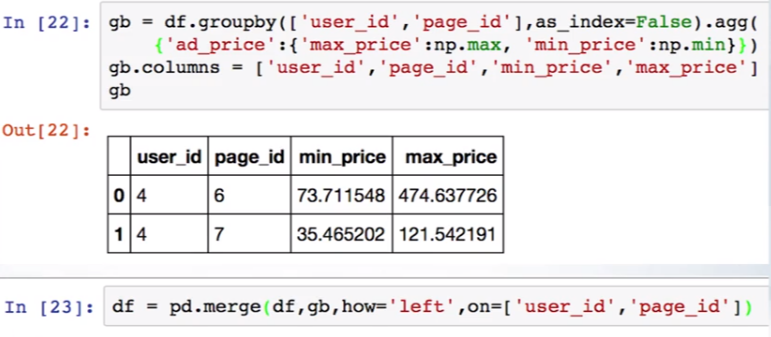 In [22]: gb = df.groupby(['user_id','page_id'],as_index=False).agg(
{'ad_price':{'max_price':np.max, 'min_price':np.min}})
gb.columns = ['user_id','page_id','min_price','max_price']
gb
Out[22]:
user_id page_id min_price max_price
0 4 6 73.711548 474.637726
1 4 7 35.465202 121.542191
In [23]: df = pd.merge(df,gb,how='left',on=['user_id','page_id'])